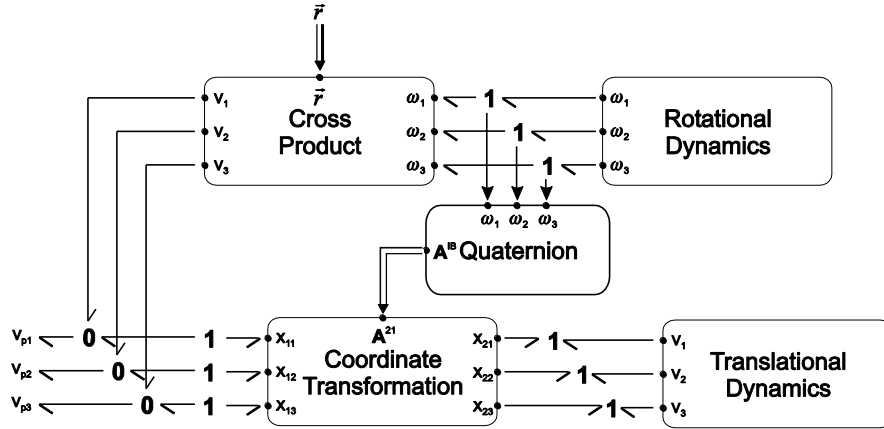 r⃗
r⃗
V₁ ω₁ 1 ω₁
Cross Product
V₂ ω₂ 1 ω₂
Rotational Dynamics
V₃ ω₃ 1 ω₃
ω₁ ω₂ ω₃
Aᴵᴮ Quaternion
A²¹
Vₚ₁ 0 1 X₁₁ X₂₁ 1 V₁
Coordinate
Vₚ₂ 0 1 X₁₂ X₂₂ 1 V₂
Transformation
Translational
Dynamics
Vₚ₃ 0 1 X₁₃ X₂₃ 1 V₃